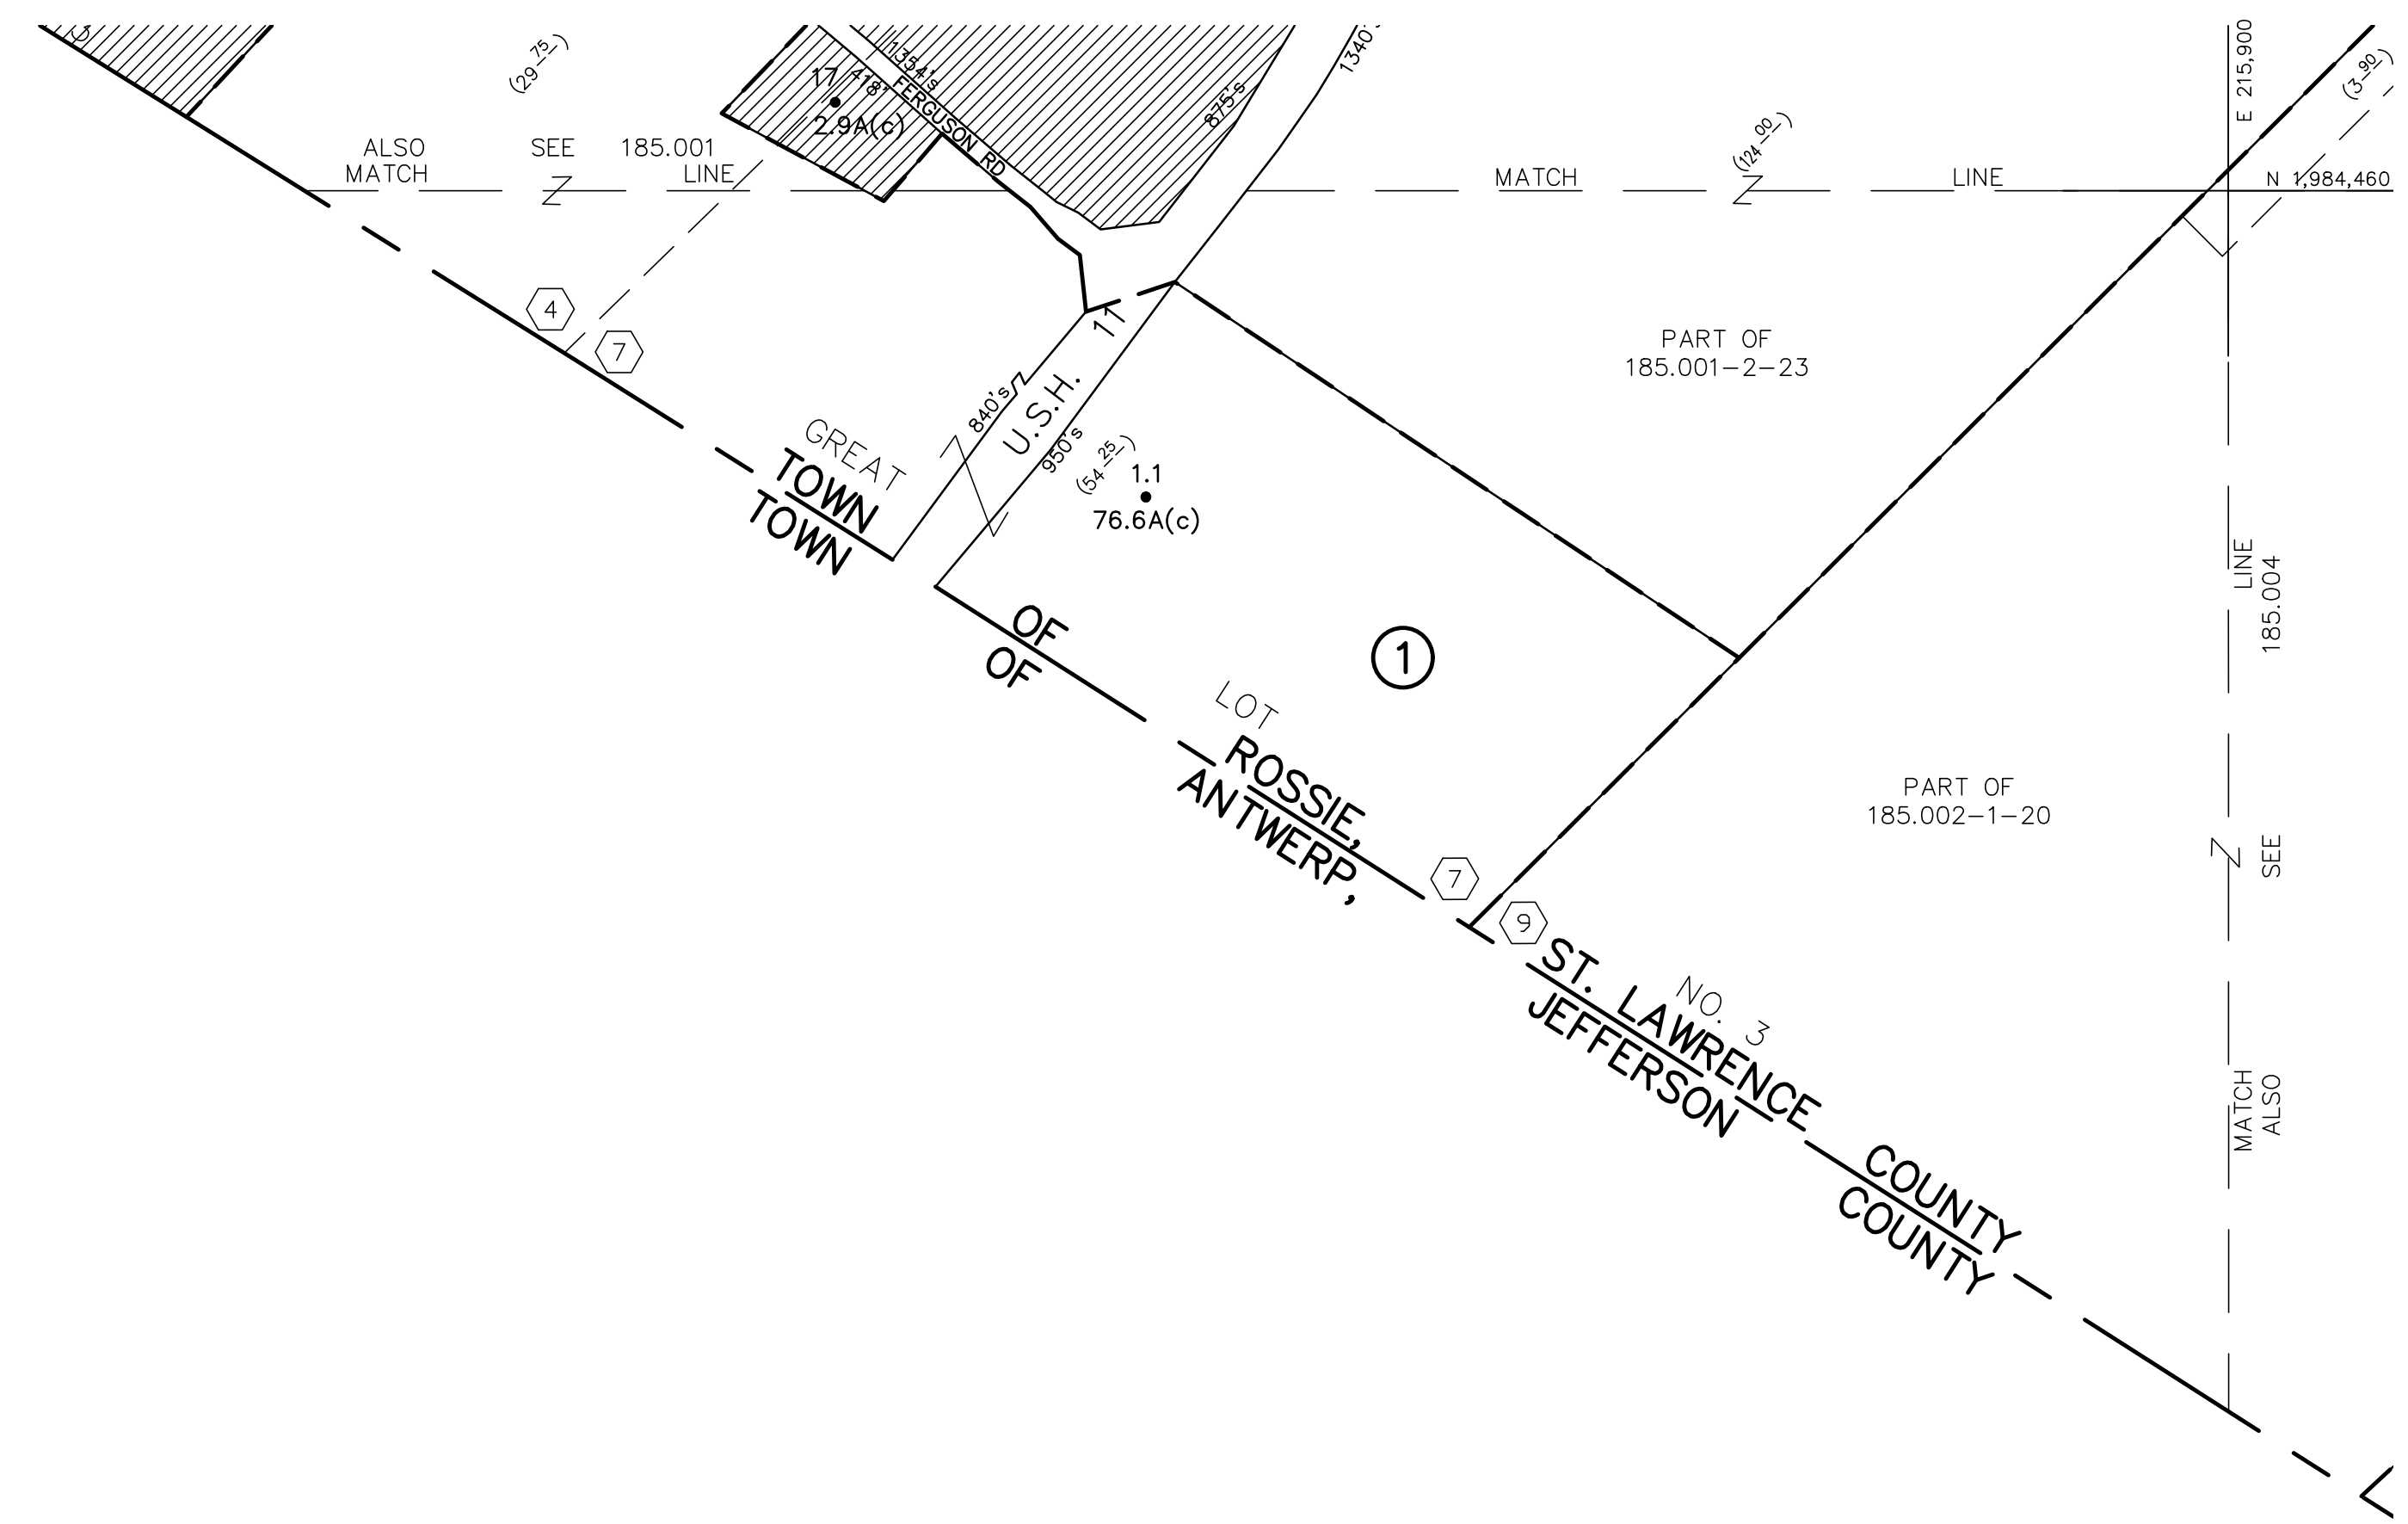 (29 75)
17
418'
1354's
FERGUSON RD
2.9A(c)
875's
1340'
(124 00)
E 215,900
(3 90)
ALSO SEE 185.001
MATCH LINE
MATCH LINE
N 1,984,460
4
7
PART OF
185.001-2-23
U.S.H. 11
840's
950's
(54 25)
1.1
76.6A(c)
GREAT
LOT
NO. 3
1
TOWN OF ROSSIE, ST. LAWRENCE COUNTY
TOWN OF ANTWERP, JEFFERSON COUNTY
7
9
PART OF
185.002-1-20
MATCH LINE
ALSO SEE 185.004